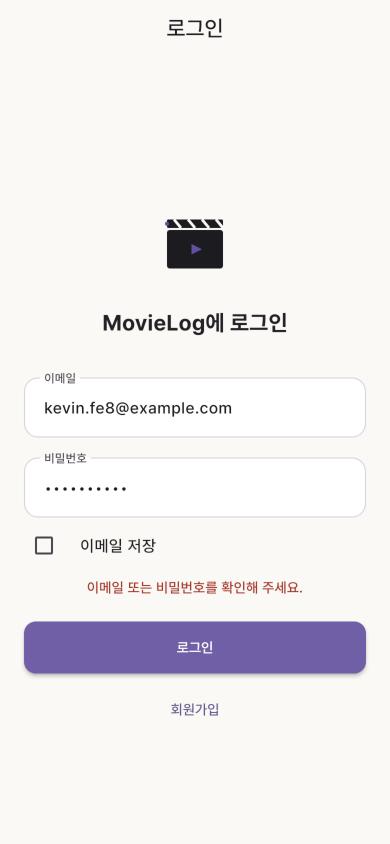 로그인
MovieLog에 로그인
이메일
kevin.fe8@example.com
비밀번호
••••••••••
이메일 저장
이메일 또는 비밀번호를 확인해 주세요.
로그인
회원가입